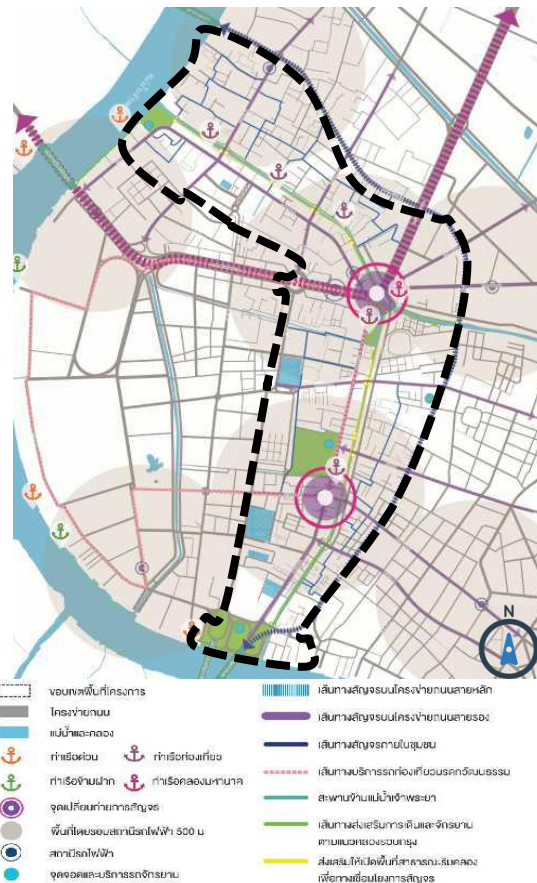 N
ขอบเขตพื้นที่โครงการ
โครงข่ายถนน
แม่น้ำและคลอง
ท่าเรือด่วน
ท่าเรือท่องเที่ยว
ท่าเรือข้ามฟาก
ท่าเรือคลองมหานาค
จุดเปลี่ยนถ่ายการสัญจร
พื้นที่โดยรอบสถานีรถไฟฟ้า 500 ม
สถานีรถไฟฟ้า
จุดจอดและบริการรถจักรยาน
เส้นทางสัญจรบนโครงข่ายถนนสายหลัก
เส้นทางสัญจรบนโครงข่ายถนนสายรอง
เส้นทางสัญจรภายในชุมชน
เส้นทางบริการรถท่องเที่ยวมรดกวัฒนธรรม
สะพานข้ามแม่น้ำเจ้าพระยา
เส้นทางส่งเสริมการเดินและจักรยาน
ตามแนวคลองรอบกรุง
ส่งเสริมให้เปิดพื้นที่สาธารณะริมคลอง
เพื่อทางเชื่อมโยงการสัญจร